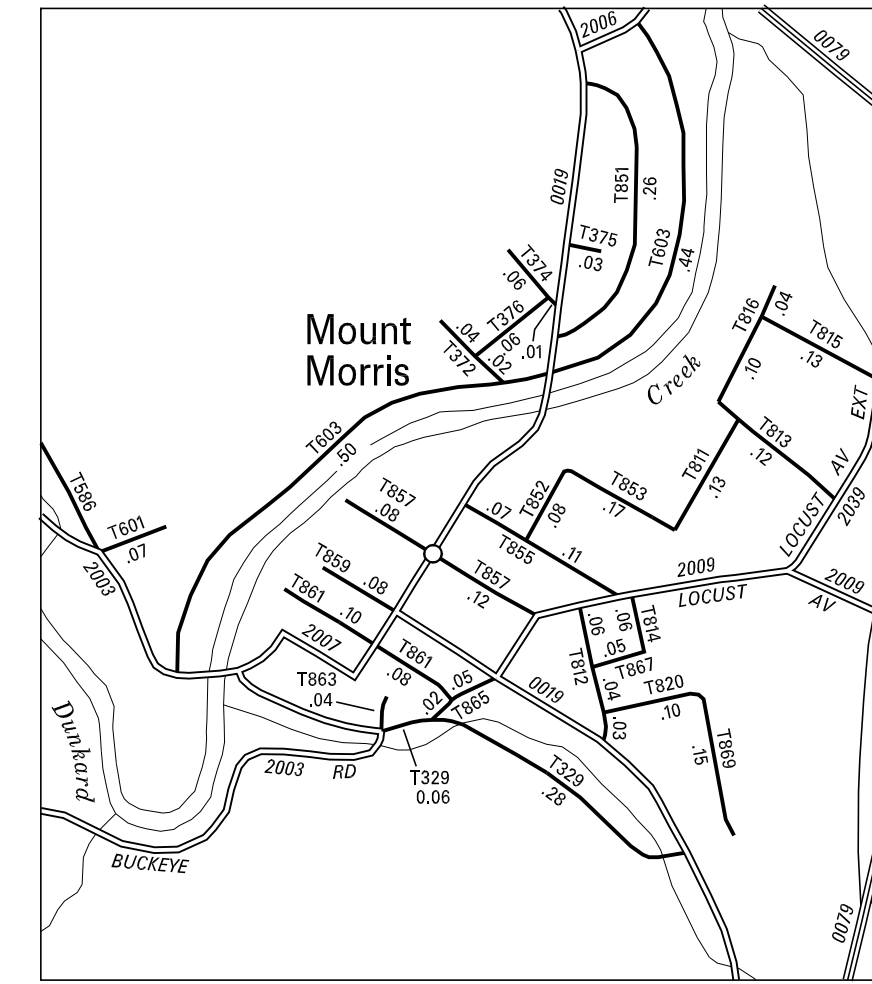 2006
0079
0019
T851
.26
T603
.44
T375
.03
T374
.06
T376
.06
.01
.04
T372
.02
Mount
Morris
Creek
T816
.04
T815
.13
.10
EXT
AV
LOCUST
2039
T813
.12
T811
.13
T603
.50
T586
T601
.07
2003
T857
.08
.07
T852
.08
T853
.17
T855
.11
T859
.08
T857
.12
T861
.10
2007
2009
LOCUST
2009
AV
.06
.06
T814
.05
T867
T812
.04
T820
.10
.03
.15
T869
T861
.08
.05
.02
T865
0019
T863
.04
Dunkard
2003
RD
T329
0.06
T329
.28
BUCKEYE
0079